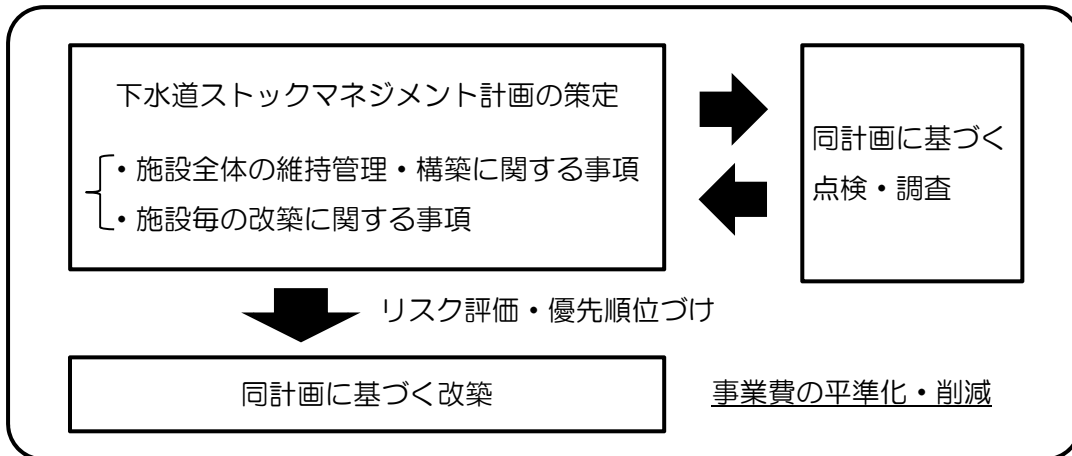 下水道ストックマネジメント計画の策定
・施設全体の維持管理・構築に関する事項
・施設毎の改築に関する事項
同計画に基づく
点検・調査
リスク評価・優先順位づけ
同計画に基づく改築
事業費の平準化・削減